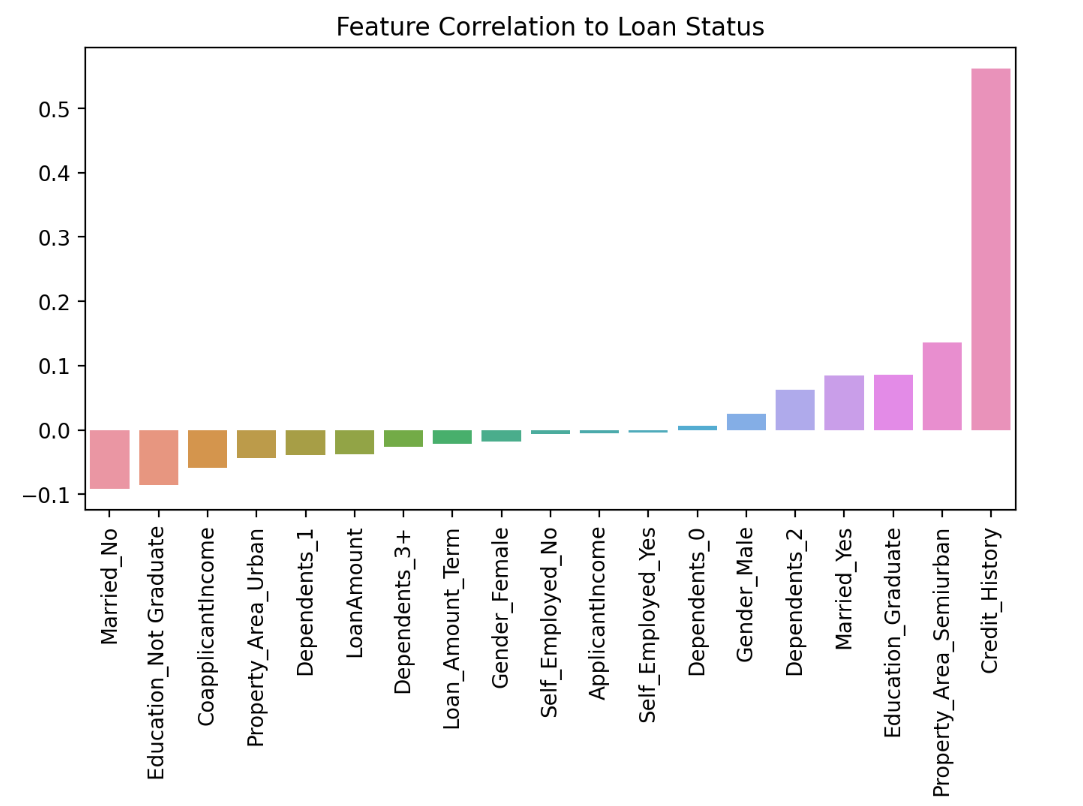 Feature Correlation to Loan Status
0.5
0.4
0.3
0.2
0.1
0.0
−0.1
Married_No
Education_Not Graduate
CoapplicantIncome
Property_Area_Urban
Dependents_1
LoanAmount
Dependents_3+
Loan_Amount_Term
Gender_Female
Self_Employed_No
ApplicantIncome
Self_Employed_Yes
Dependents_0
Gender_Male
Dependents_2
Married_Yes
Education_Graduate
Property_Area_Semiurban
Credit_History